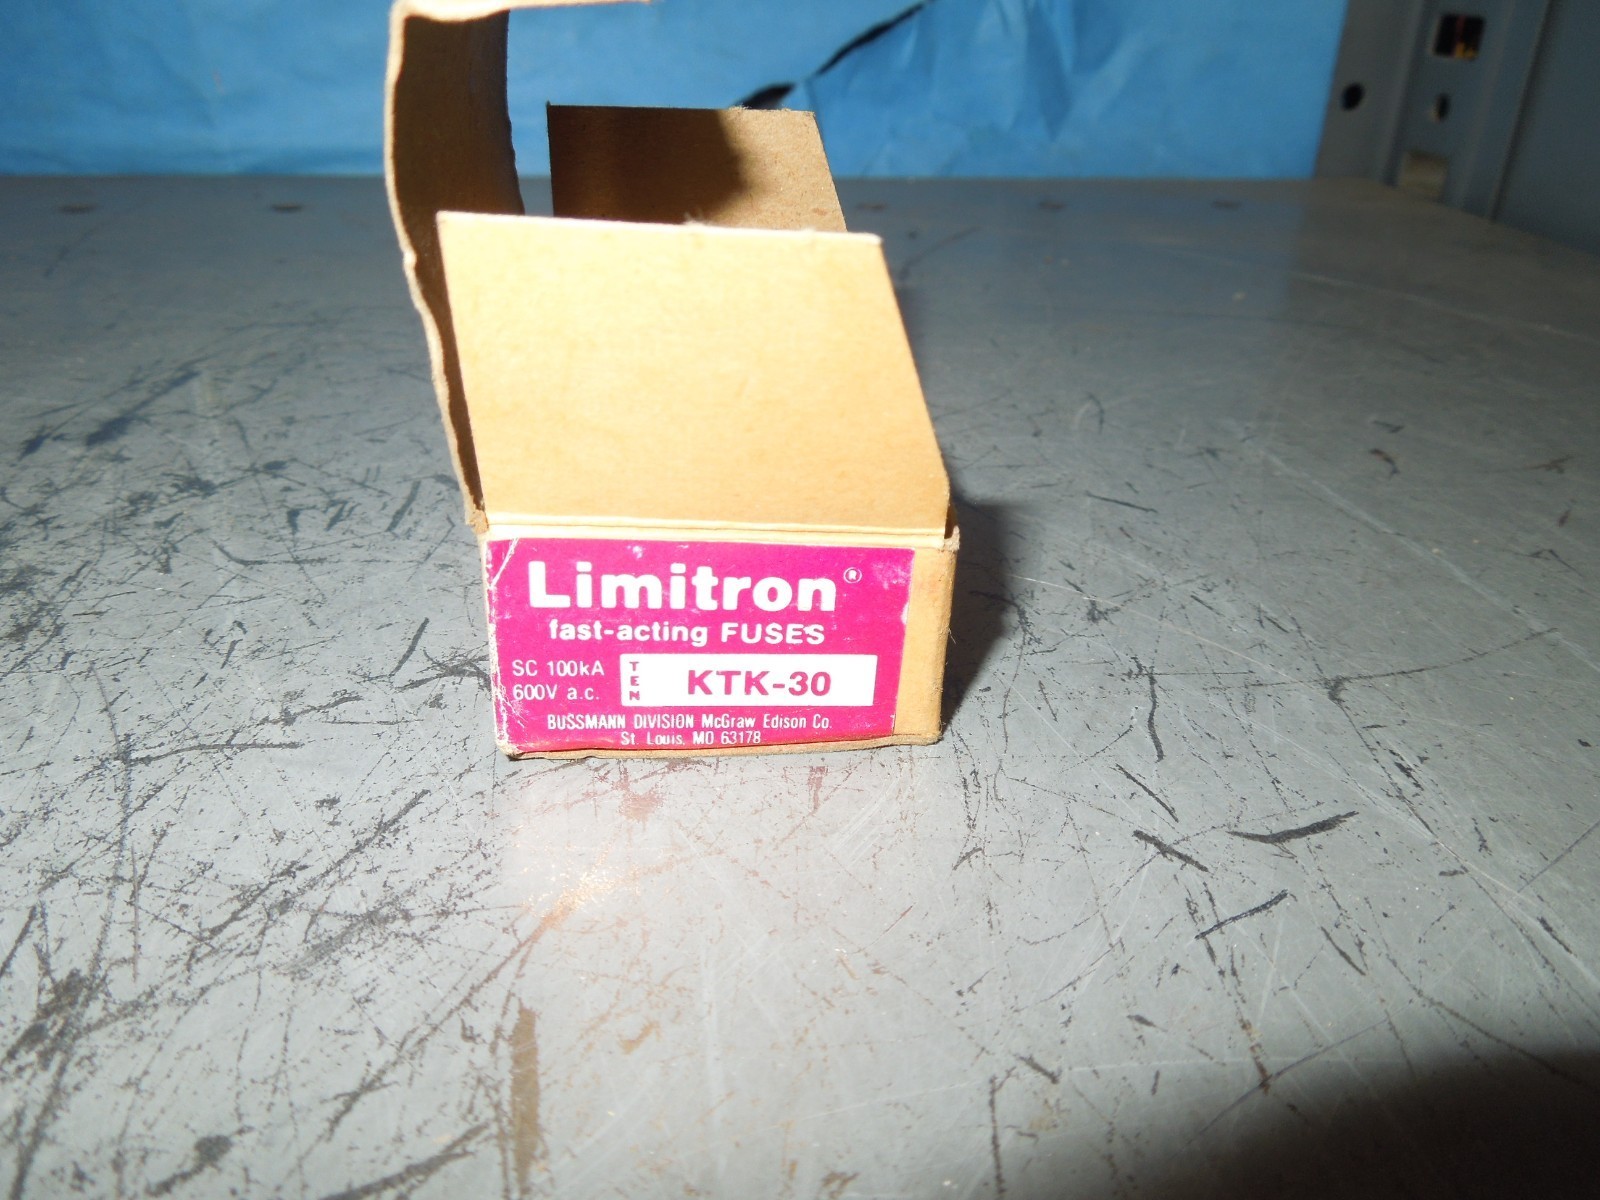 Limitron®
fast-acting FUSES
SC 100kA
600V a.c.
TEN
KTK-30
BUSSMANN DIVISION McGraw Edison Co.
St. Louis, MO 63178